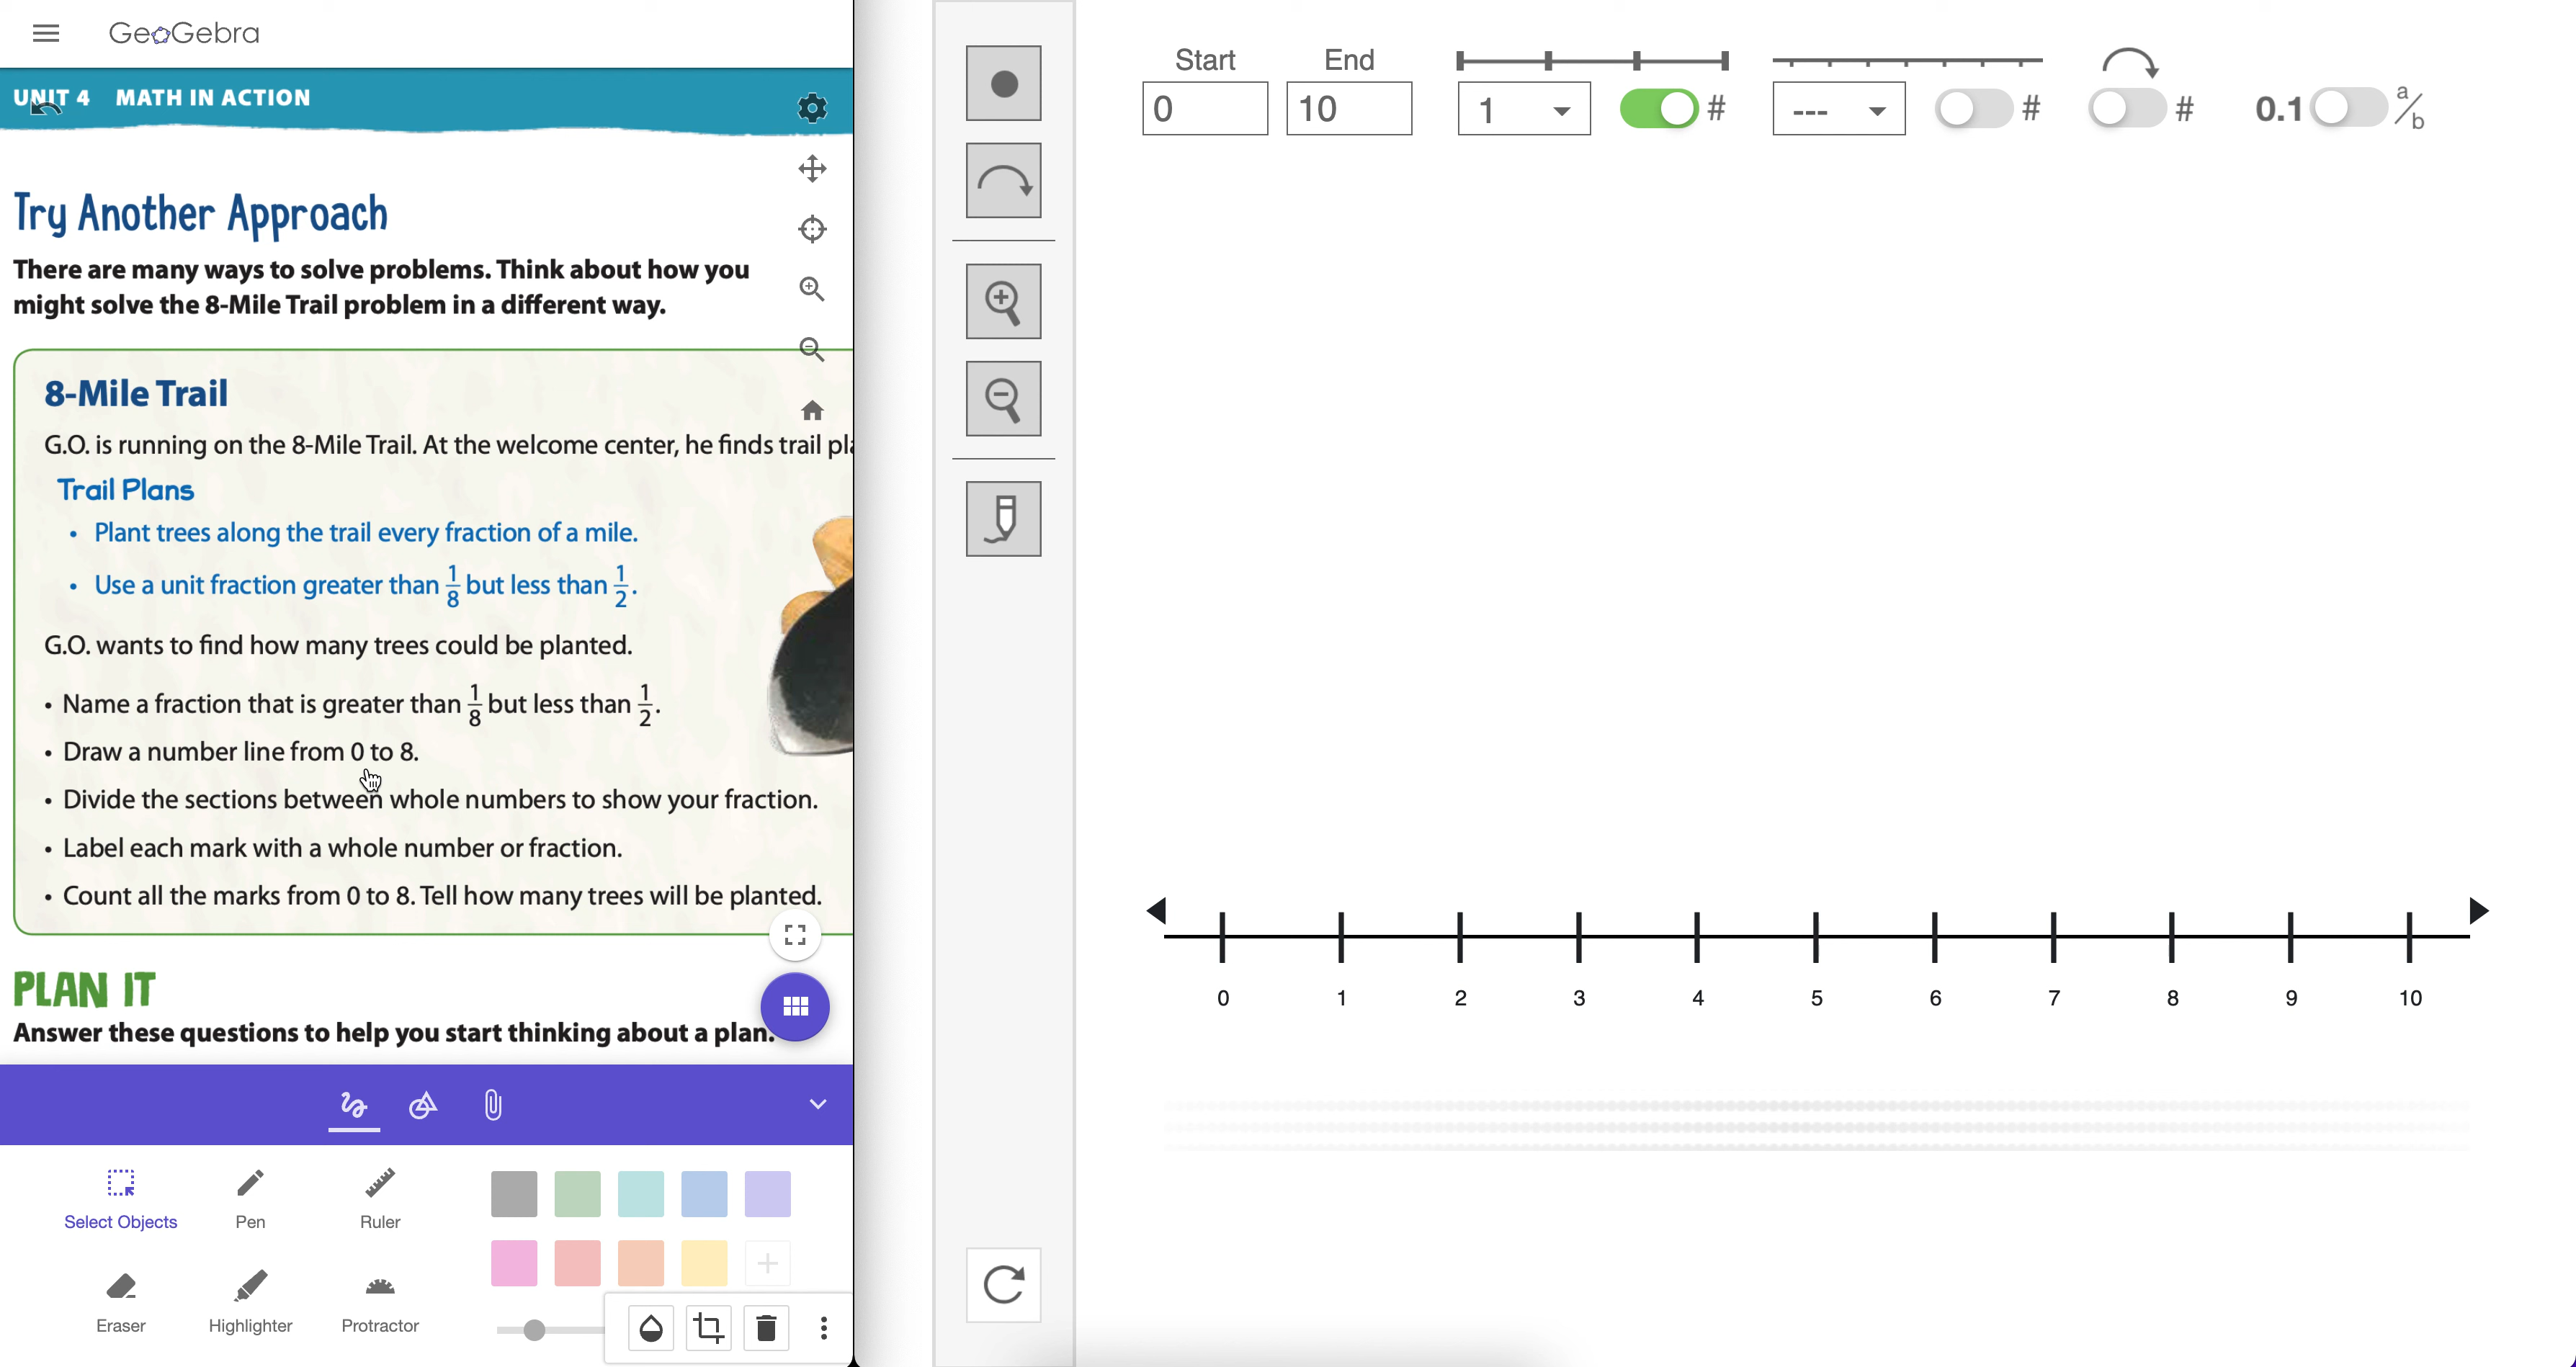 GeoGebra
UNIT 4 MATH IN ACTION
Try Another Approach
There are many ways to solve problems. Think about how you
might solve the 8-Mile Trail problem in a different way.
8-Mile Trail
G.O. is running on the 8-Mile Trail. At the welcome center, he finds trail pla
Trail Plans
• Plant trees along the trail every fraction of a mile.
• Use a unit fraction greater than 1/8 but less than 1/2.
G.O. wants to find how many trees could be planted.
• Name a fraction that is greater than 1/8 but less than 1/2.
• Draw a number line from 0 to 8.
• Divide the sections between whole numbers to show your fraction.
• Label each mark with a whole number or fraction.
• Count all the marks from 0 to 8. Tell how many trees will be planted.
PLAN IT
Answer these questions to help you start thinking about a plan.
Select Objects Pen Ruler
Eraser Highlighter Protractor
Start End
0 10 1 # --- # # 0.1 a/b
0 1 2 3 4 5 6 7 8 9 10